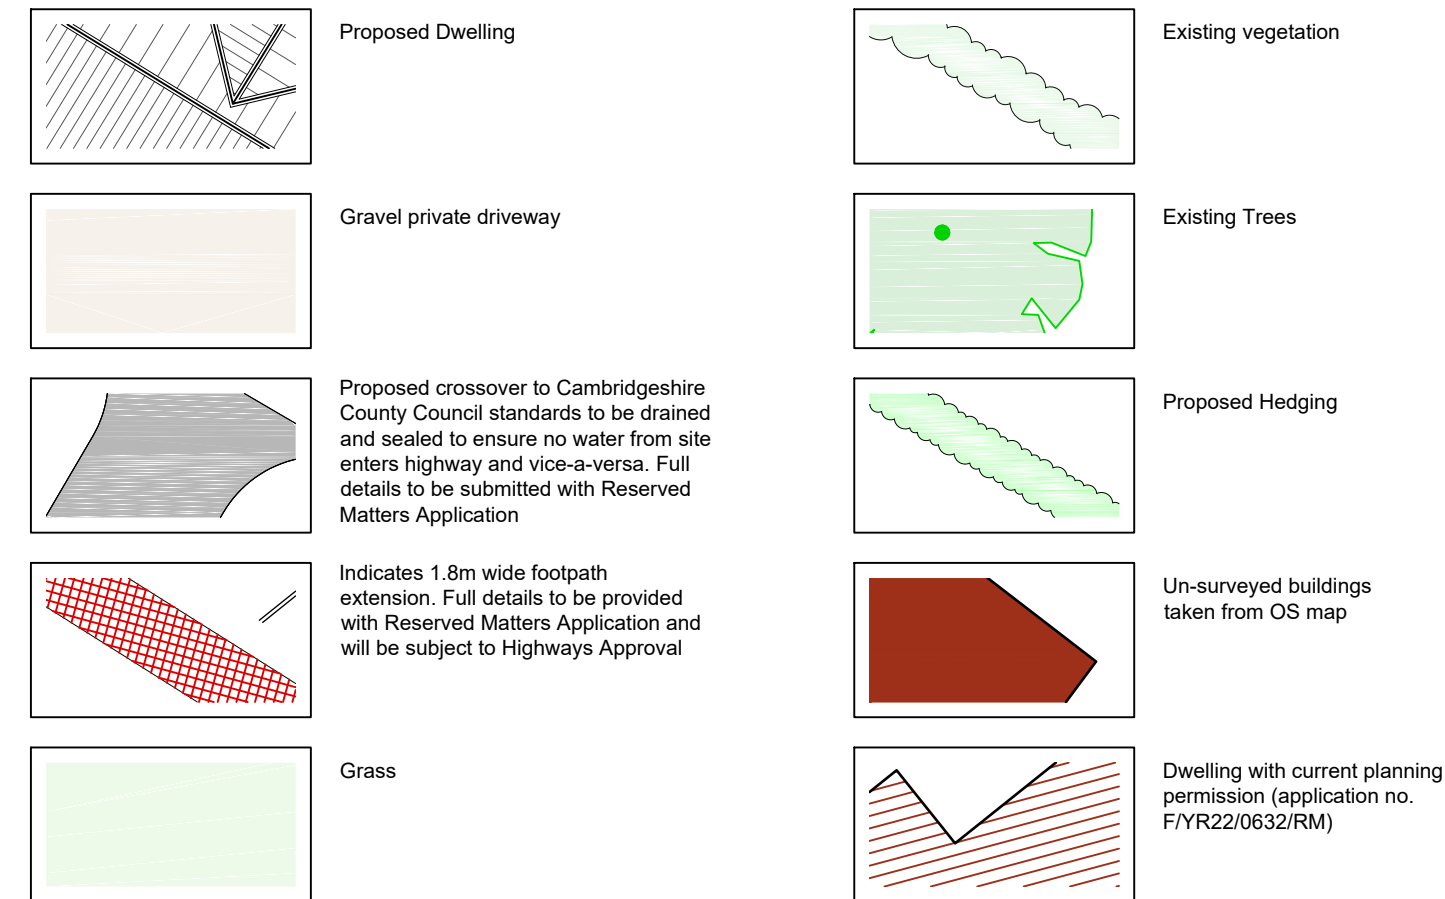 Proposed Dwelling
Gravel private driveway
Proposed crossover to Cambridgeshire
County Council standards to be drained
and sealed to ensure no water from site
enters highway and vice-a-versa. Full
details to be submitted with Reserved
Matters Application
Indicates 1.8m wide footpath
extension. Full details to be provided
with Reserved Matters Application and
will be subject to Highways Approval
Grass
Existing vegetation
Existing Trees
Proposed Hedging
Un-surveyed buildings
taken from OS map
Dwelling with current planning
permission (application no.
F/YR22/0632/RM)